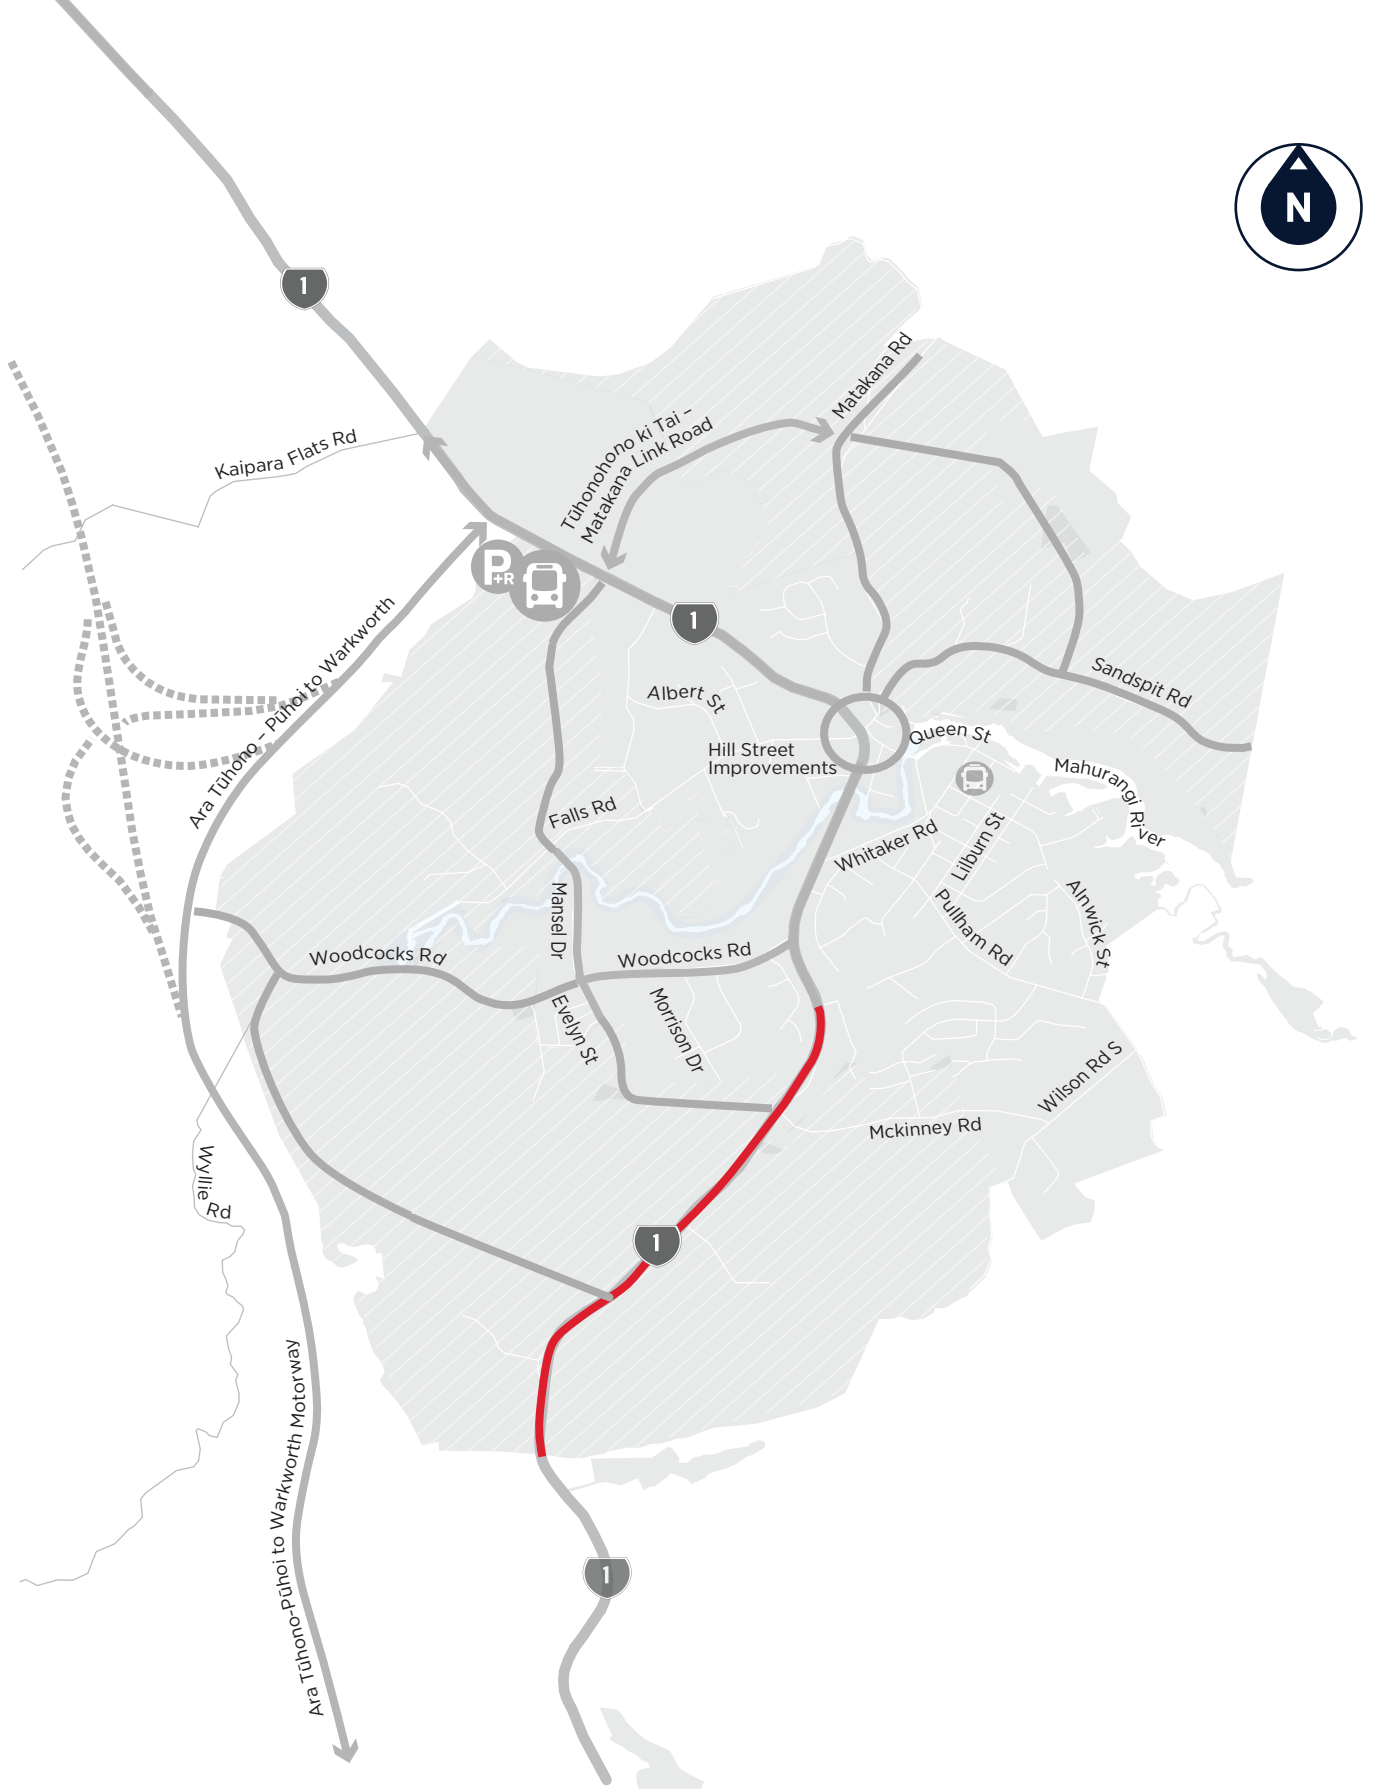 N
1
Matakana Rd
Tūhonohono ki Tai –
Matakana Link Road
Kaipara Flats Rd
P
+R
1
Ara Tūhono – Pūhoi to Warkworth
Albert St
Sandspit Rd
Queen St
Hill Street
Improvements
Mahurangi River
Falls Rd
Whitaker Rd
Lilburn St
Mansel Dr
Pullham Rd
Alnwick St
Woodcocks Rd
Woodcocks Rd
Evelyn St
Morrison Dr
Wilson Rd S
Mckinney Rd
Wyllie Rd
1
Ara Tūhono-Pūhoi to Warkworth Motorway
1